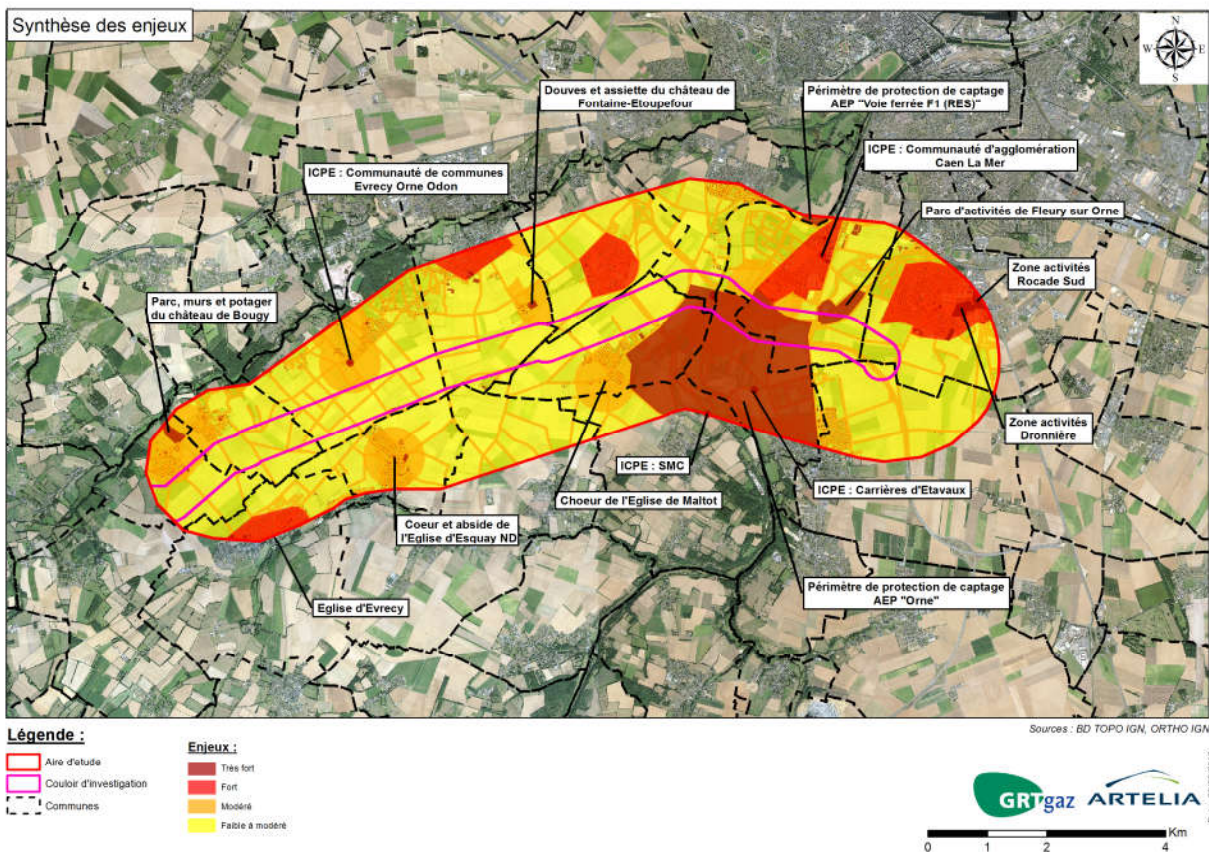 Synthèse des enjeux
N
W
E
S
Douves et assiette du château de
Fontaine-Etoupefour
Périmètre de protection de captage
AEP "Voie ferrée F1 (RES)"
ICPE : Communauté d'agglomération
Caen La Mer
ICPE : Communauté de communes
Evrecy Orne Odon
Parc d'activités de Fleury sur Orne
Zone activités
Rocade Sud
Parc, murs et potager
du château de Bougy
Zone activités
Dronnière
ICPE : SMC
ICPE : Carrières d'Etavaux
Choeur de l'Eglise de Maltot
Coeur et abside de
l'Eglise d'Esquay ND
Périmètre de protection de captage
AEP "Orne"
Eglise d'Evrecy
Sources : BD TOPO IGN, ORTHO IGN
Légende :
Aire d'etude
Couloir d'investigation
Communes
Enjeux :
Très fort
Fort
Modéré
Faible à modéré
GRTgaz
ARTELIA
Km
0 1 2 4